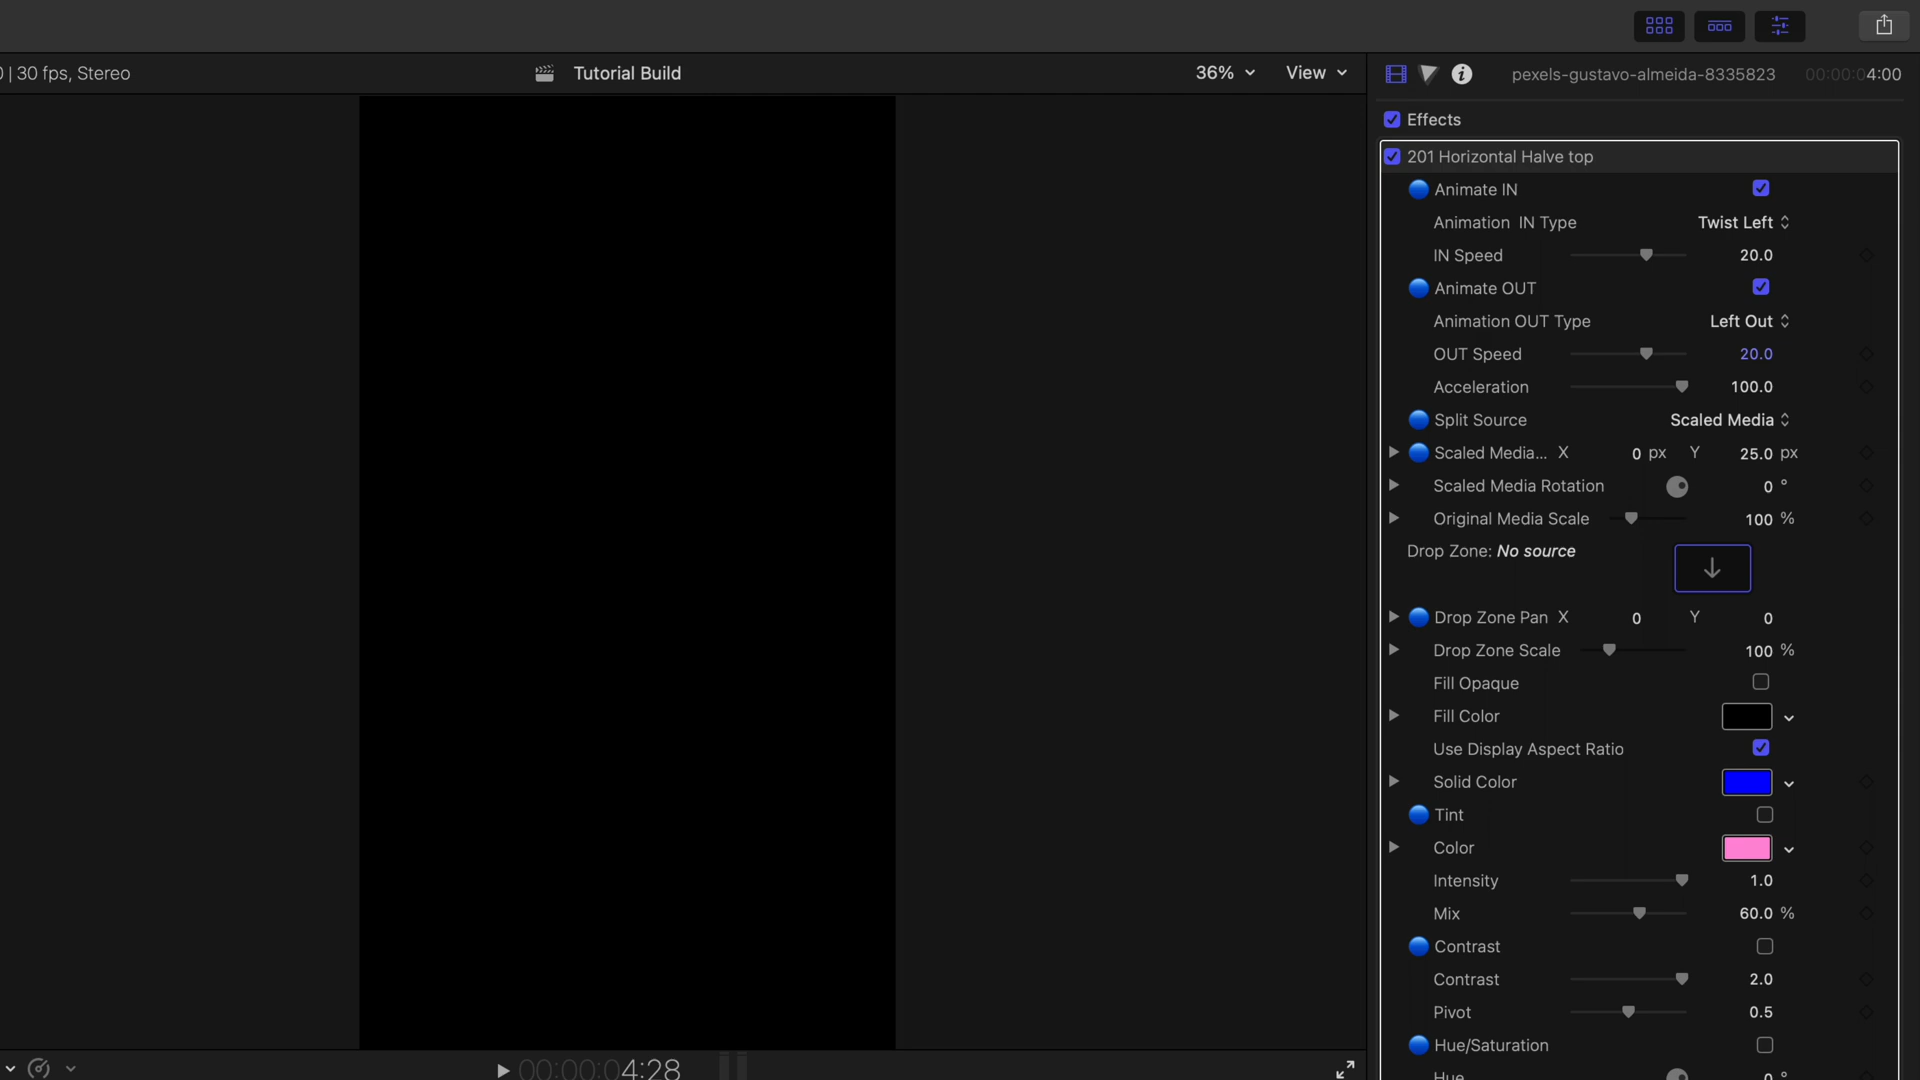 | 30 fps, Stereo
Tutorial Build
36%
View
pexels-gustavo-almeida-8335823
00:00:04:00
Effects
201 Horizontal Halve top
Animate IN
Animation IN Type
Twist Left
IN Speed
20.0
Animate OUT
Animation OUT Type
Left Out
OUT Speed
20.0
Acceleration
100.0
Split Source
Scaled Media
Scaled Media... X 0 px Y 25.0 px
Scaled Media Rotation
0 °
Original Media Scale
100 %
Drop Zone: No source
Drop Zone Pan X 0 Y 0
Drop Zone Scale
100 %
Fill Opaque
Fill Color
Use Display Aspect Ratio
Solid Color
Tint
Color
Intensity
1.0
Mix
60.0 %
Contrast
Contrast
2.0
Pivot
0.5
Hue/Saturation
Hue
0 °
00:00:04:28